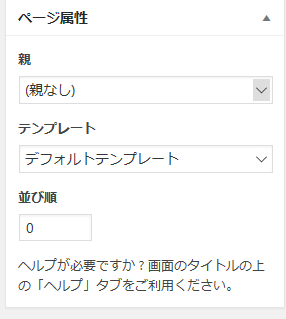 ページ属性
親
(親なし)
テンプレート
デフォルトテンプレート
並び順
0
ヘルプが必要ですか ? 画面のタイトルの上
の「ヘルプ」タブをご利用ください。